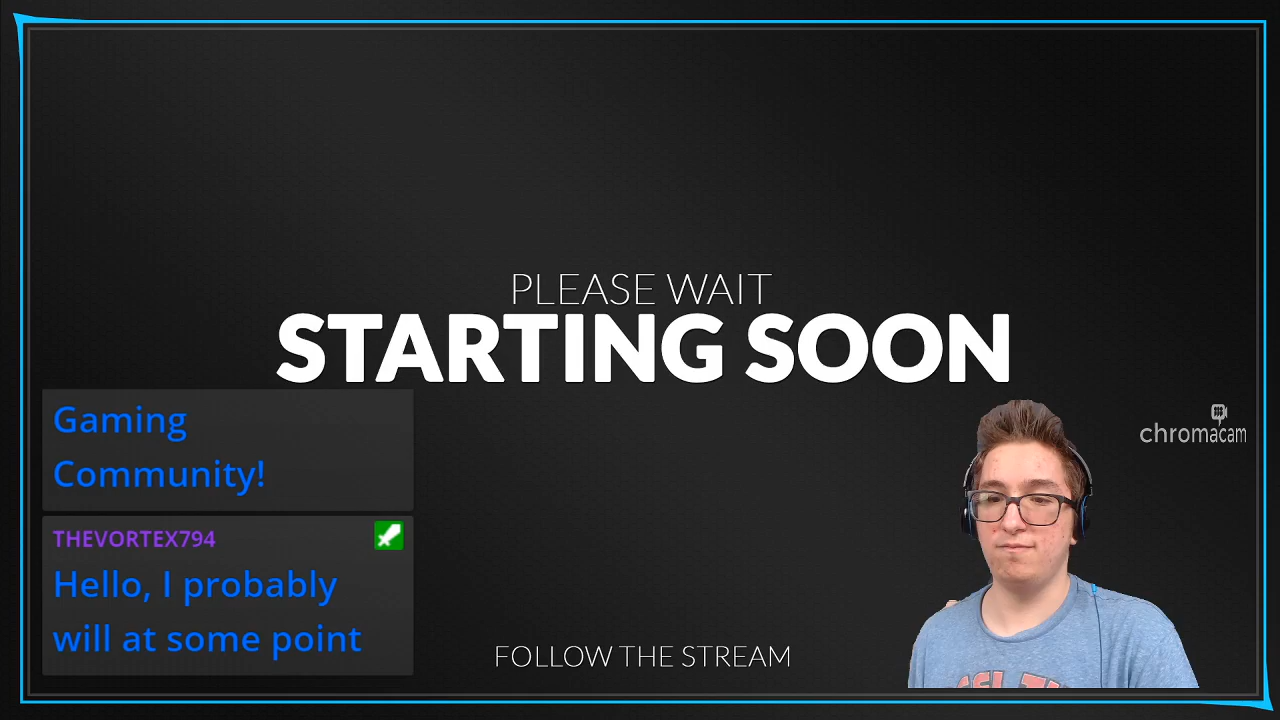 PLEASE WAIT
STARTING SOON
Gaming
Community!
THEVORTEX794
Hello, I probably
will at some point
FOLLOW THE STREAM
chromacam